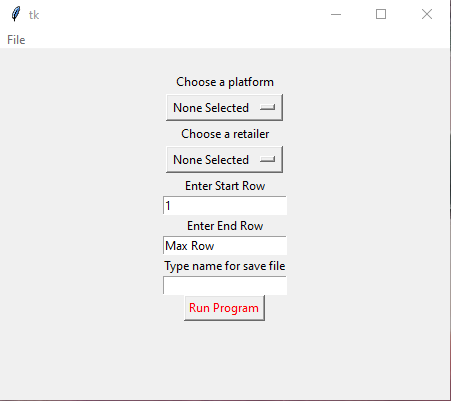 tk
File
Choose a platform
None Selected
Choose a retailer
None Selected
Enter Start Row
1
Enter End Row
Max Row
Type name for save file
Run Program